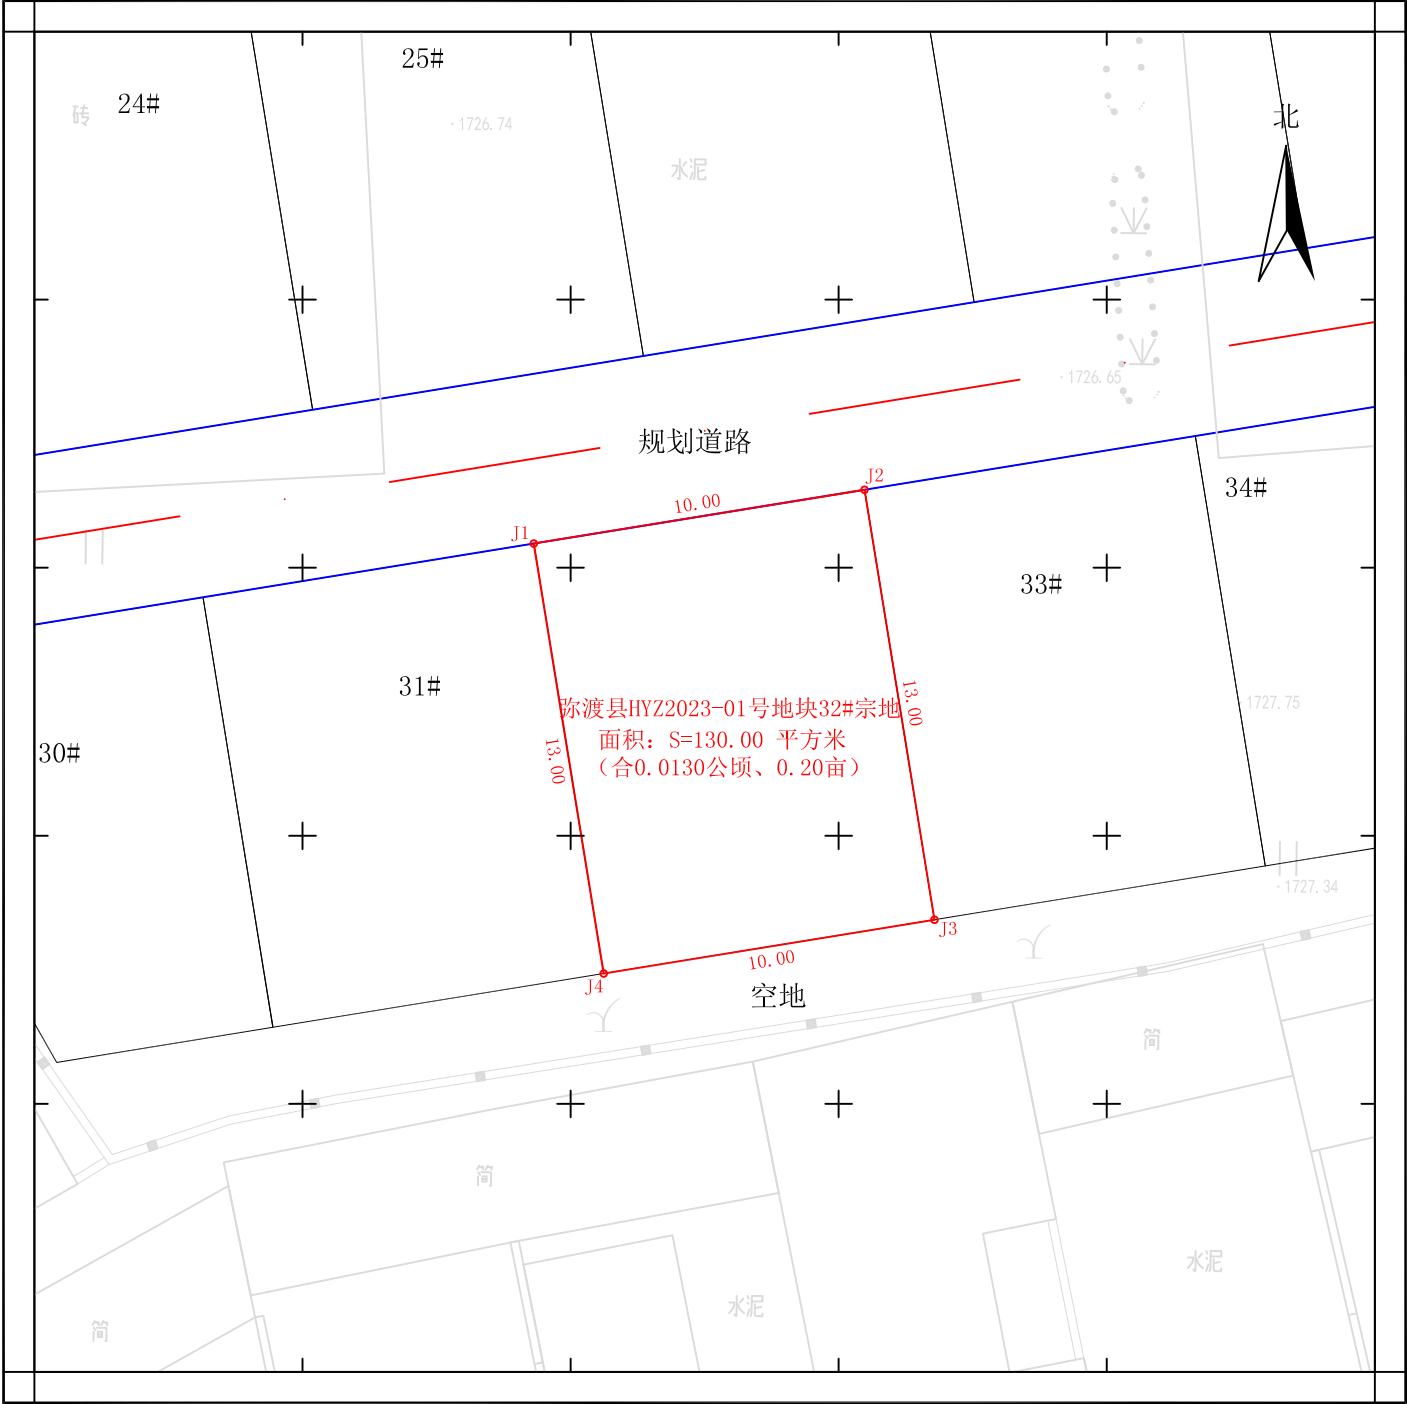 25#
24#
砖
·1726.74
北
水泥
·1726.65
规划道路
J2
34#
10.00
J1
33#
31#
13.00
弥渡县HYZ2023-01号地块32#宗地
1727.75
面积：S=130.00 平方米
30#
13.00
（合0.0130公顷、0.20亩）
·1727.34
J3
10.00
J4
空地
简
简
水泥
水泥
简